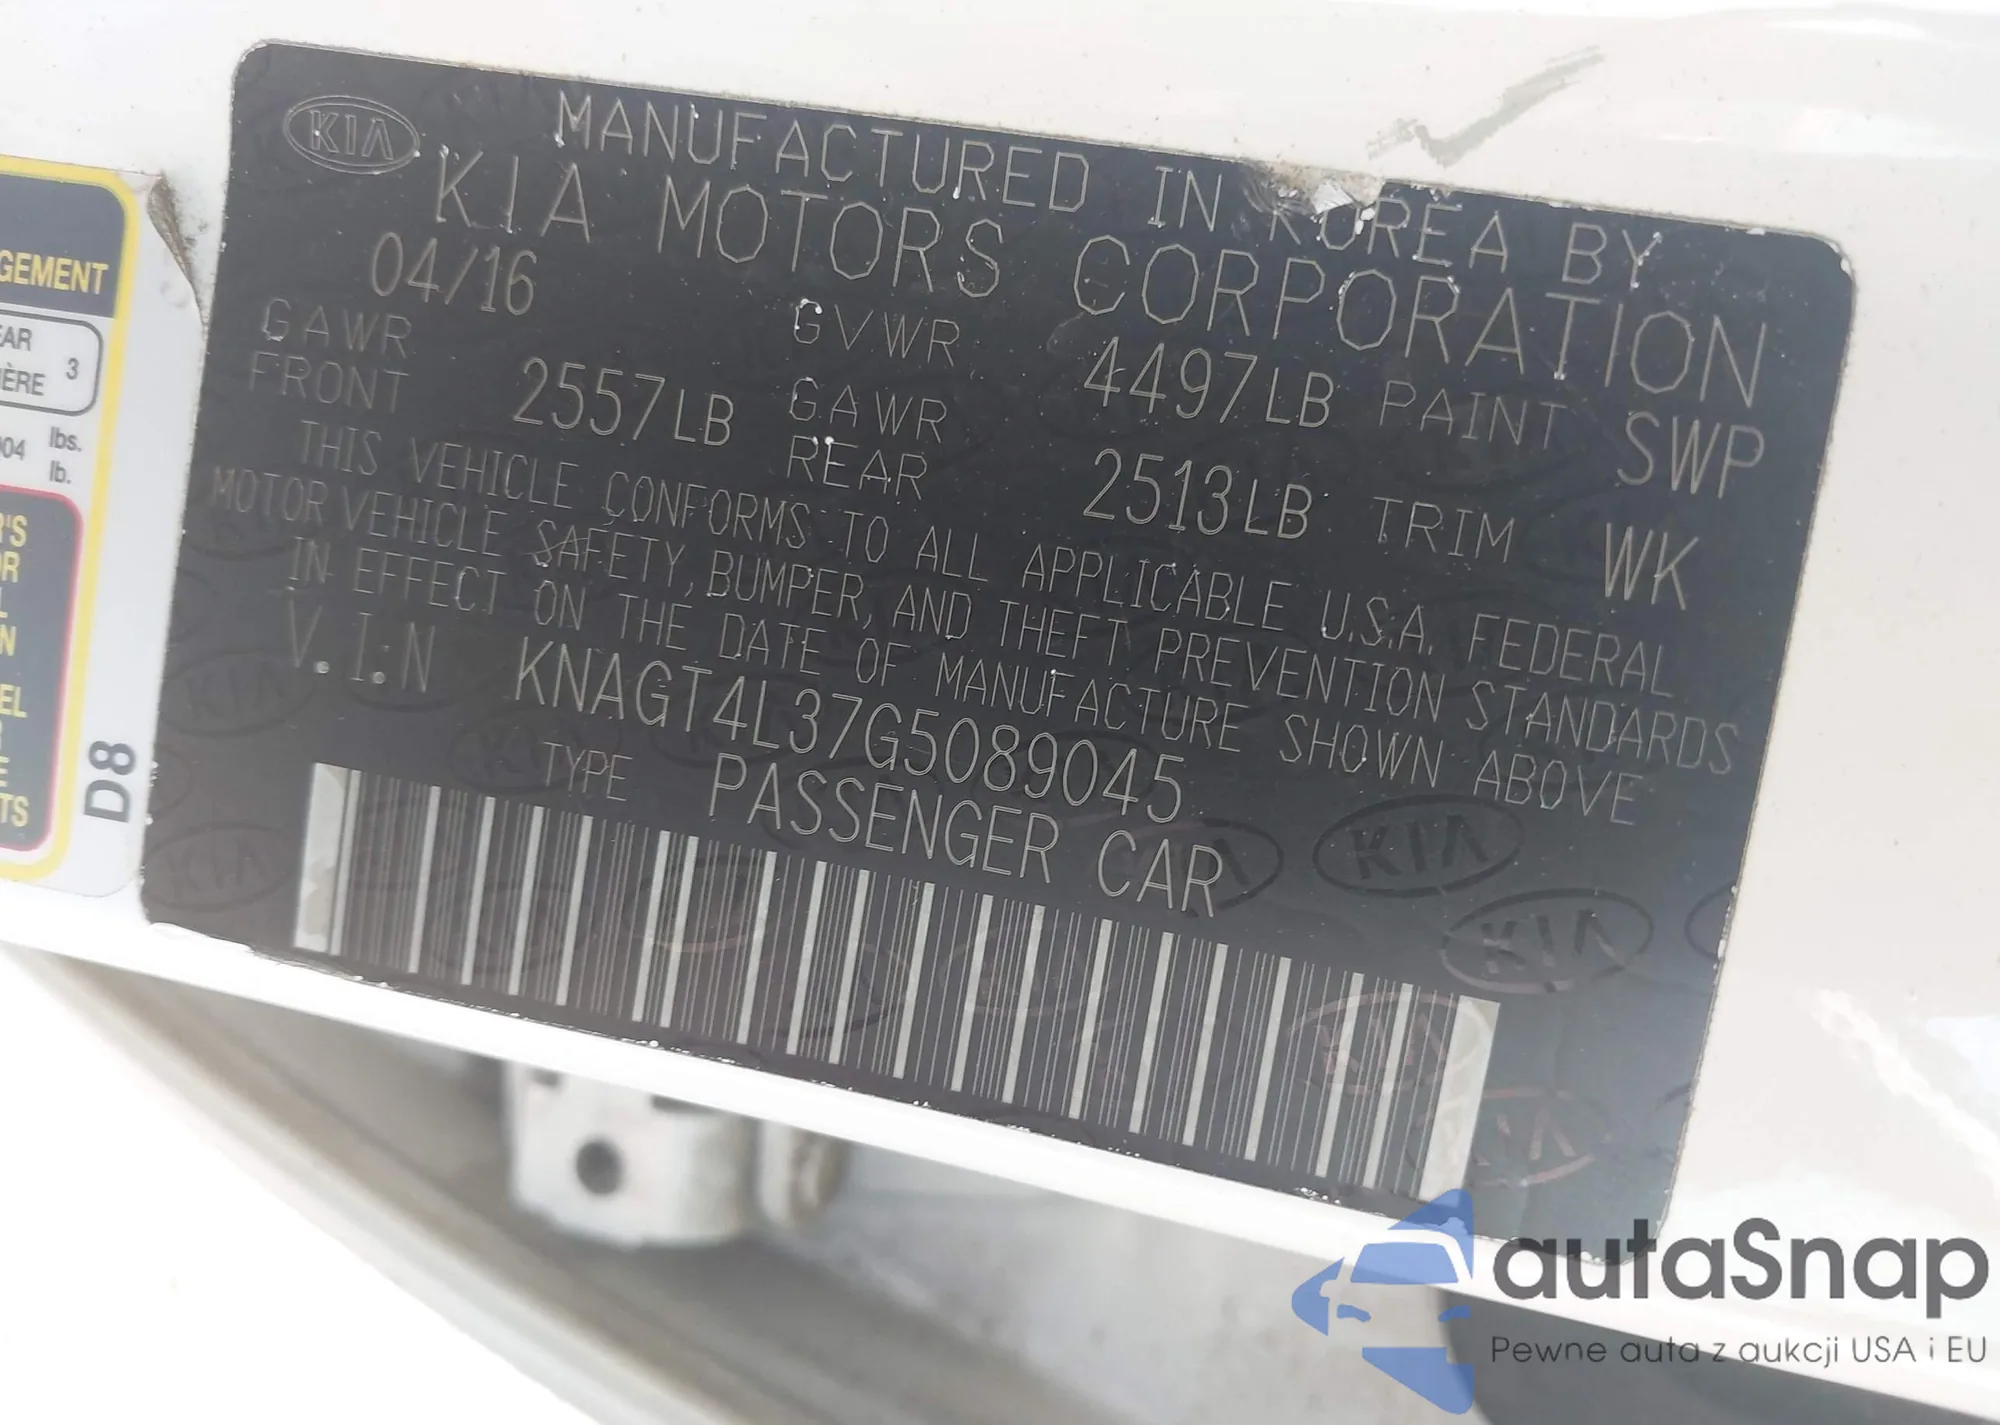 KIA
MANUFACTURED IN KOREA BY
KIA MOTORS CORPORATION
04/16
GAWR FRONT 2557LB
GVWR 4497LB
PAINT SWP
GAWR REAR 2513LB
TRIM WK
THIS VEHICLE CONFORMS TO ALL APPLICABLE U.S.A. FEDERAL
MOTOR VEHICLE SAFETY, BUMPER, AND THEFT PREVENTION STANDARDS
IN EFFECT ON THE DATE OF MANUFACTURE SHOWN ABOVE
V.I.N KNAGT4L37G5089045
TYPE PASSENGER CAR
KIA
KIA
GEMENT
3
lbs.
lb.
D8
autaSnap
Pewne auta z aukcji USA i EU